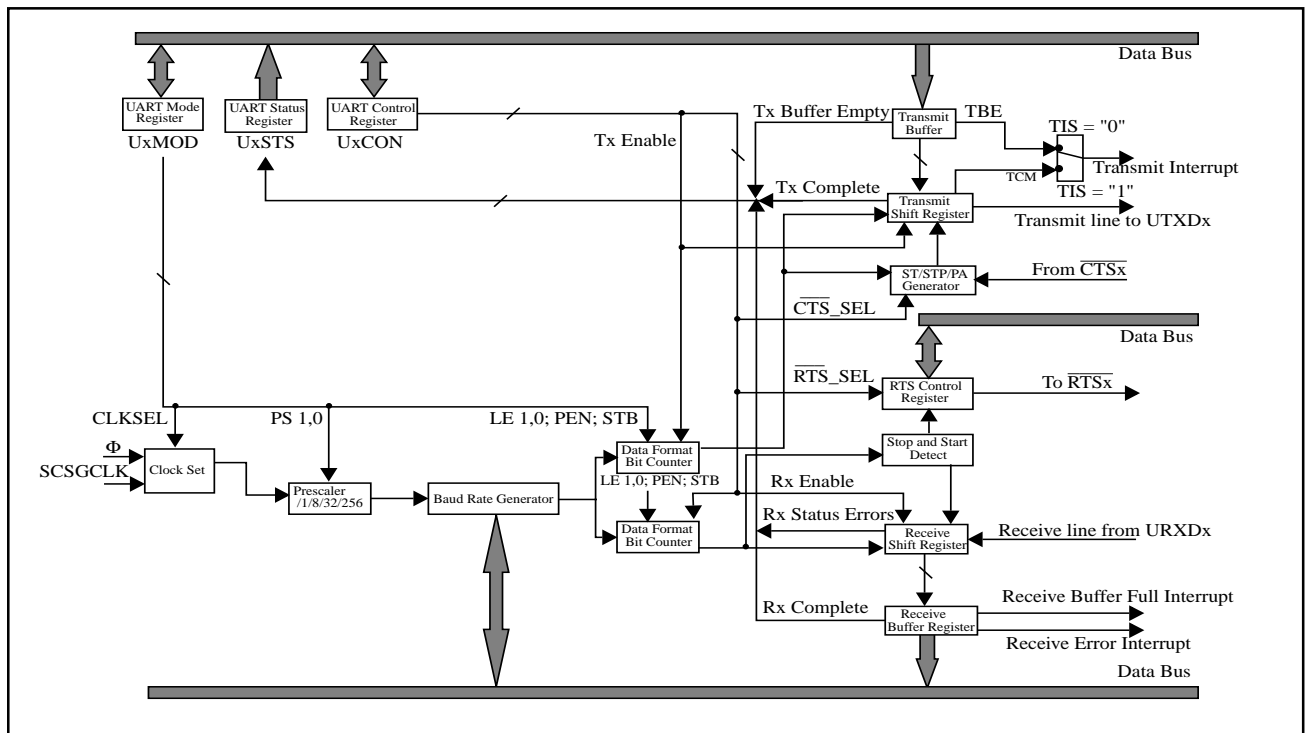 Data Bus
UART Mode
Register
UxMOD
UART Status
Register
UxSTS
UART Control
Register
UxCON
Tx Enable
Tx Buffer Empty
Transmit
Buffer
TBE
TIS = "0"
Transmit Interrupt
TCM
TIS = "1"
Tx Complete
Transmit
Shift Register
Transmit line to UTXDx
ST/STP/PA
Generator
From CTSx
CTS_SEL
Data Bus
RTS_SEL
RTS Control
Register
To RTSx
CLKSEL
PS 1,0
LE 1,0; PEN; STB
Φ
SCSGCLK
Clock Set
Prescaler
/1/8/32/256
Baud Rate Generator
Data Format
Bit Counter
LE 1,0; PEN; STB
Data Format
Bit Counter
Stop and Start
Detect
Rx Enable
Rx Status Errors
Receive
Shift Register
Receive line from URXDx
Rx Complete
Receive
Buffer Register
Receive Buffer Full Interrupt
Receive Error Interrupt
Data Bus